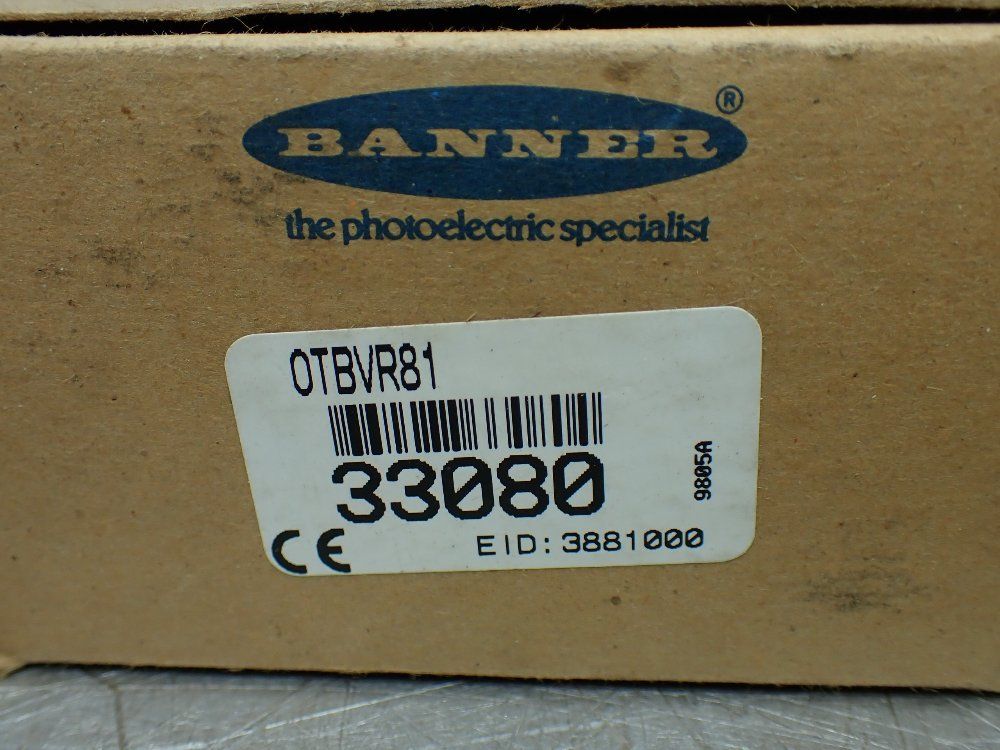 BANNER®
the photoelectric specialist
OTBVR81
33080
9805A
CE
EID: 3881000